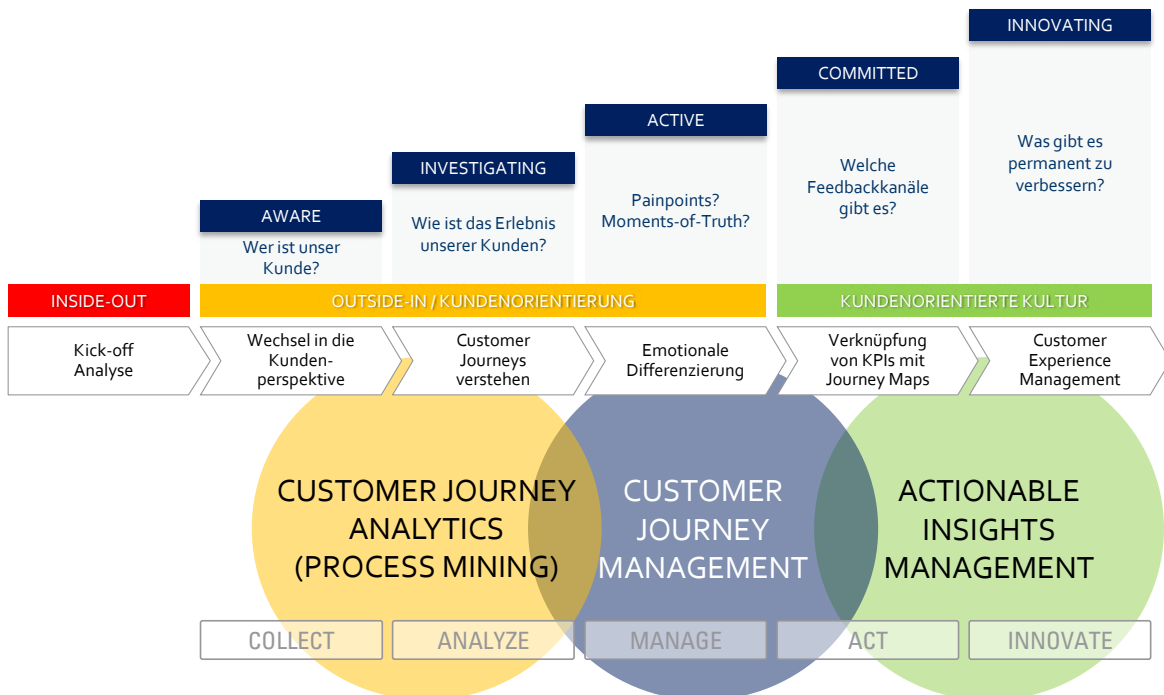 INNOVATING
COMMITTED
ACTIVE
INVESTIGATING
AWARE
Wer ist unser
Kunde?
Wie ist das Erlebnis
unserer Kunden?
Painpoints?
Moments-of-Truth?
Welche
Feedbackkanäle
gibt es?
Was gibt es
permanent zu
verbessern?
INSIDE-OUT
OUTSIDE-IN / KUNDENORIENTIERUNG
KUNDENORIENTIERTE KULTUR
Kick-off
Analyse
Wechsel in die
Kunden-
perspektive
Customer
Journeys
verstehen
Emotionale
Differenzierung
Verknüpfung
von KPIs mit
Journey Maps
Customer
Experience
Management
CUSTOMER JOURNEY
ANALYTICS
(PROCESS MINING)
CUSTOMER
JOURNEY
MANAGEMENT
ACTIONABLE
INSIGHTS
MANAGEMENT
COLLECT
ANALYZE
MANAGE
ACT
INNOVATE